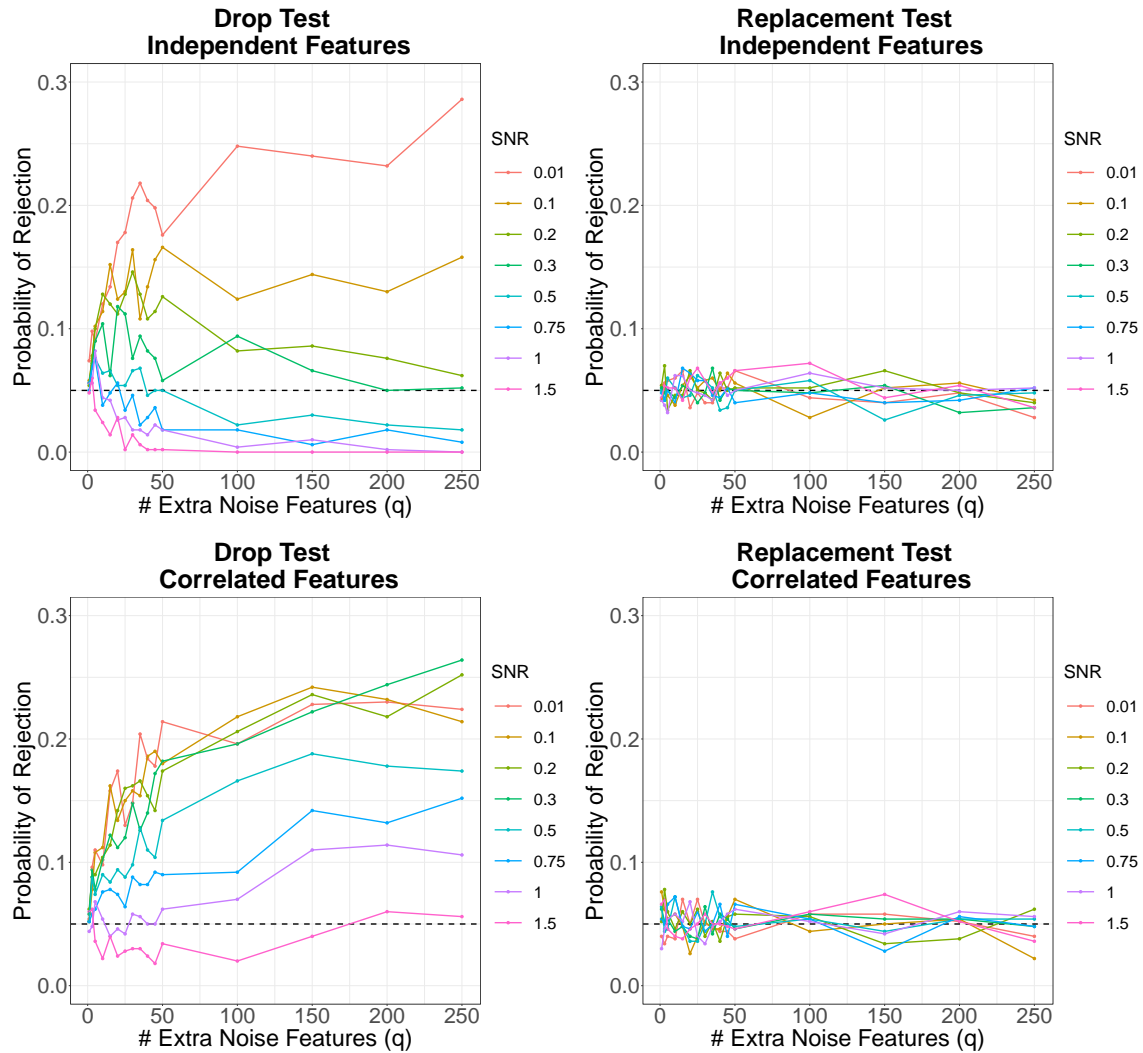 Drop Test
Independent Features
Probability of Rejection
0.3
0.2
0.1
0.0
0 50 100 150 200 250
# Extra Noise Features (q)
SNR
0.01
0.1
0.2
0.3
0.5
0.75
1
1.5
Replacement Test
Independent Features
Probability of Rejection
0.3
0.2
0.1
0.0
0 50 100 150 200 250
# Extra Noise Features (q)
SNR
0.01
0.1
0.2
0.3
0.5
0.75
1
1.5
Drop Test
Correlated Features
Probability of Rejection
0.3
0.2
0.1
0.0
0 50 100 150 200 250
# Extra Noise Features (q)
SNR
0.01
0.1
0.2
0.3
0.5
0.75
1
1.5
Replacement Test
Correlated Features
Probability of Rejection
0.3
0.2
0.1
0.0
0 50 100 150 200 250
# Extra Noise Features (q)
SNR
0.01
0.1
0.2
0.3
0.5
0.75
1
1.5